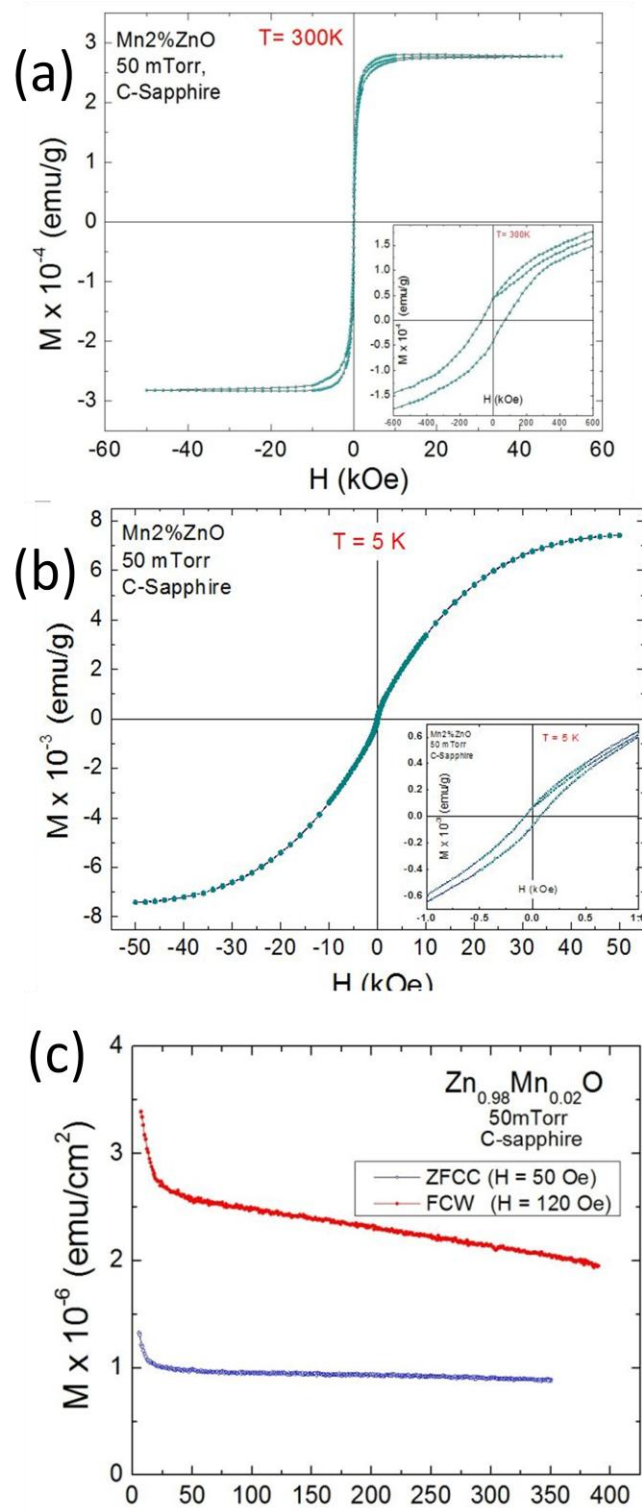 (a)
Mn2%ZnO
50 mTorr,
C-Sapphire
T= 300K
M x 10-4 (emu/g)
3
2
1
0
-1
-2
-3
-60
-40
-20
0
20
40
60
H (kOe)
T= 300K
M x 10-4 (emu/g)
1.5
1.0
0.5
0.0
-0.5
-1.0
-1.5
H (kOe)
-600
-400
-200
0
200
400
600
(b)
Mn2%ZnO
50 mTorr
C-Sapphire
T = 5 K
M x 10-3 (emu/g)
8
6
4
2
0
-2
-4
-6
-8
-50
-40
-30
-20
-10
0
10
20
30
40
50
H (kOe)
Mn2%ZnO
50 mTorr
C-Sapphire
T = 5 K
M x 10-3 (emu/g)
0.6
0.4
0.2
0.0
-0.2
-0.4
-0.6
H (kOe)
-1.0
-0.5
0.0
0.5
(c)
Zn0.98Mn0.02O
50mTorr
C-sapphire
ZFCC (H = 50 Oe)
FCW (H = 120 Oe)
M x 10-6 (emu/cm2)
4
3
2
1
0
0
50
100
150
200
250
300
350
400